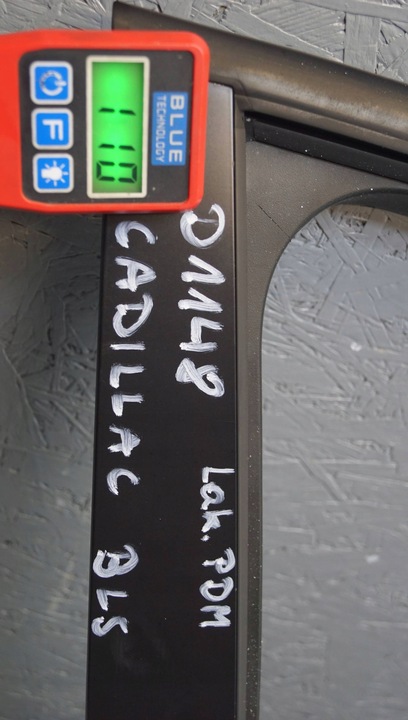 110
F
BLUE
TECHNOLOGY
D1148
Lak. PDM
CADILLAC BLS